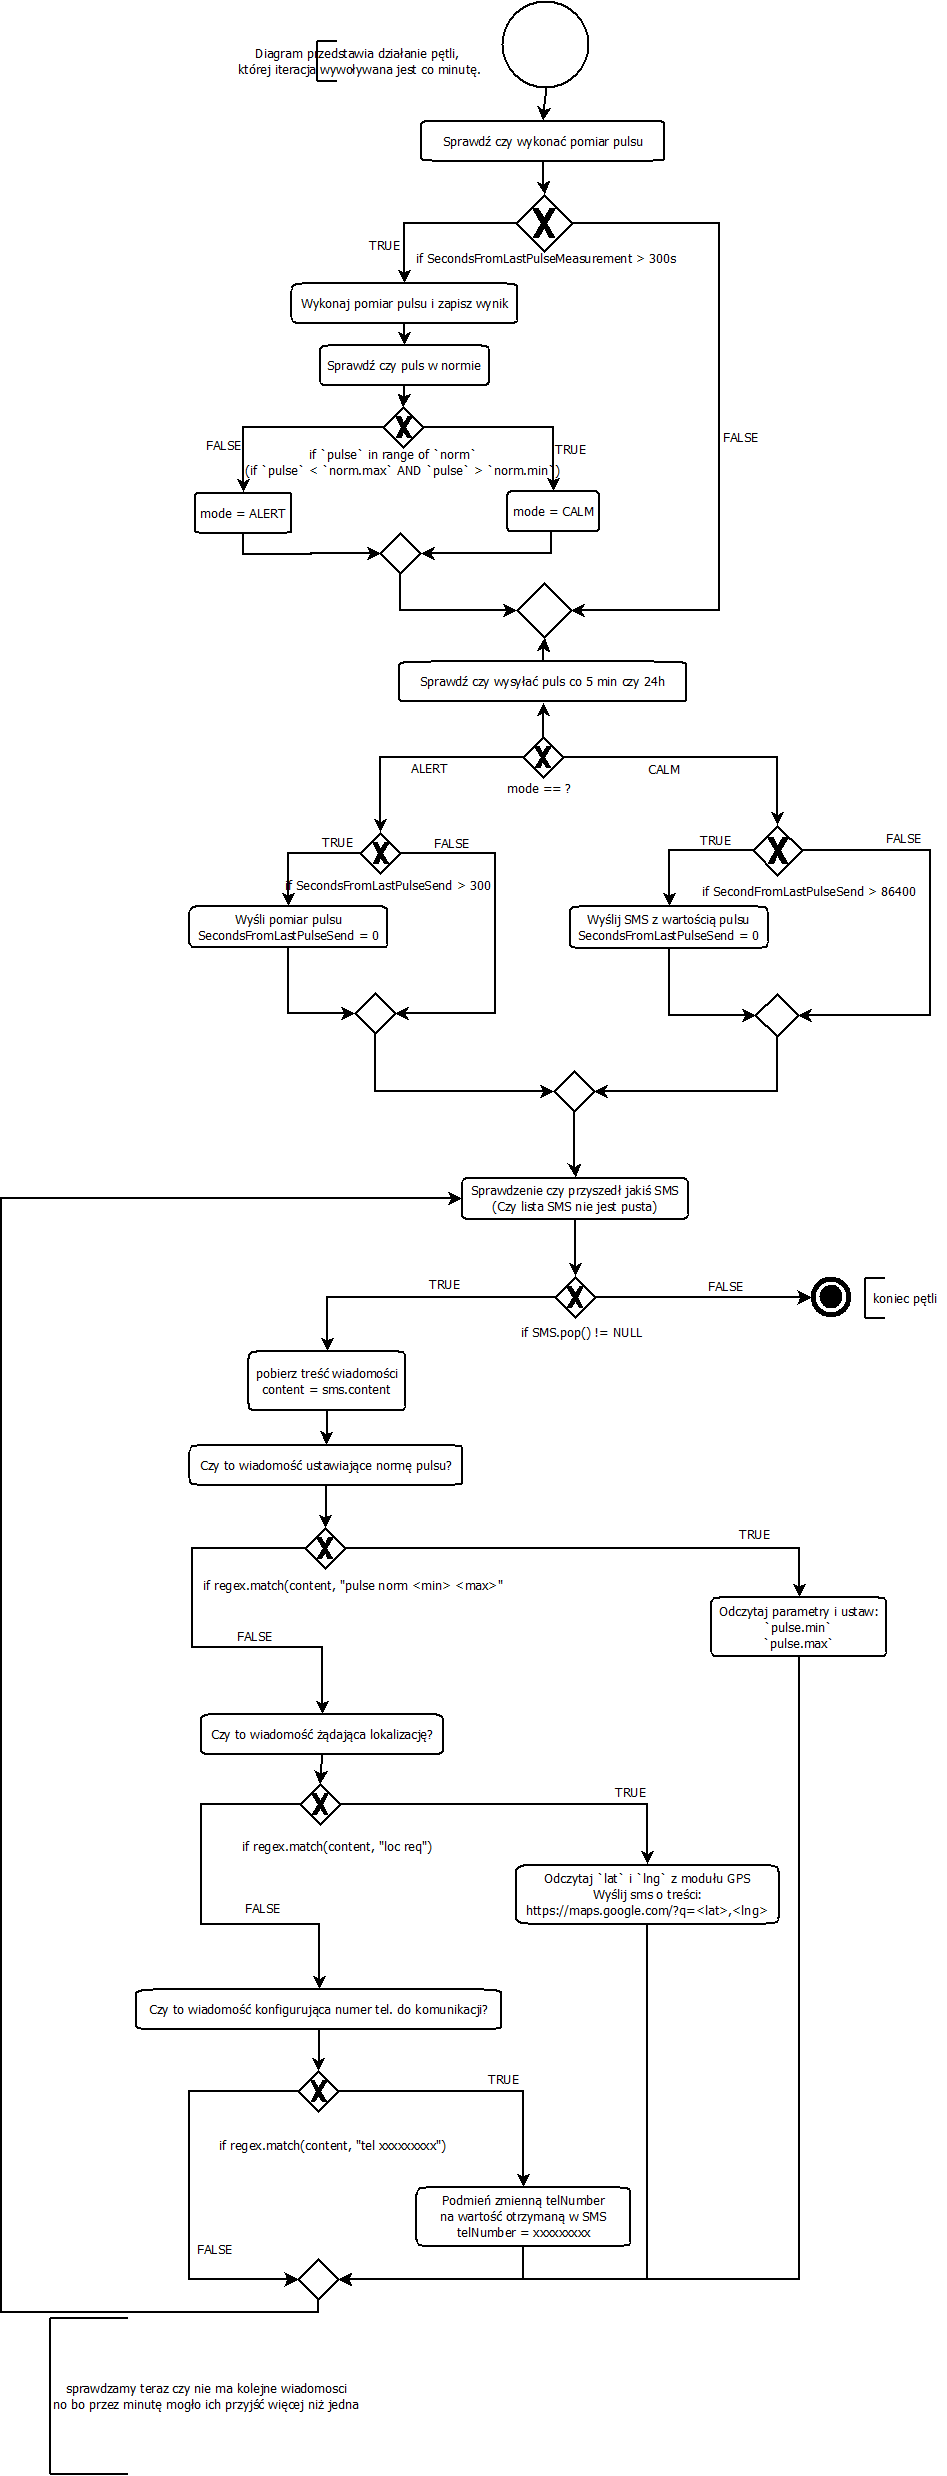 Diagram przedstawia działanie pętli,
której iteracja wywoływana jest co minutę.
Sprawdź czy wykonać pomiar pulsu
X
TRUE
if SecondsFromLastPulseMeasurement > 300s
Wykonaj pomiar pulsu i zapisz wynik
Sprawdź czy puls w normie
X
FALSE
FALSE
TRUE
if `pulse` in range of `norm`
(if `pulse` < `norm.max` AND `pulse` > `norm.min`)
mode = ALERT
mode = CALM
Sprawdź czy wysyłać puls co 5 min czy 24h
X
ALERT
CALM
mode == ?
TRUE
X
FALSE
TRUE
X
FALSE
if SecondsFromLastPulseSend > 300
if SecondFromLastPulseSend > 86400
Wyśli pomiar pulsu
SecondsFromLastPulseSend = 0
Wyślij SMS z wartością pulsu
SecondsFromLastPulseSend = 0
Sprawdzenie czy przyszedł jakiś SMS
(Czy lista SMS nie jest pusta)
TRUE
X
FALSE
koniec pętli
if SMS.pop() != NULL
pobierz treść wiadomości
content = sms.content
Czy to wiadomość ustawiające normę pulsu?
X
TRUE
if regex.match(content, "pulse norm <min> <max>"
Odczytaj parametry i ustaw:
`pulse.min`
`pulse.max`
FALSE
Czy to wiadomość żądająca lokalizację?
X
TRUE
if regex.match(content, "loc req")
Odczytaj `lat` i `lng` z modułu GPS
Wyślij sms o treści:
https://maps.google.com/?q=<lat>,<lng>
FALSE
Czy to wiadomość konfigurująca numer tel. do komunikacji?
X
TRUE
if regex.match(content, "tel xxxxxxxxx")
Podmień zmienną telNumber
na wartość otrzymaną w SMS
telNumber = xxxxxxxxx
FALSE
sprawdzamy teraz czy nie ma kolejne wiadomosci
no bo przez minutę mogło ich przyjść więcej niż jedna